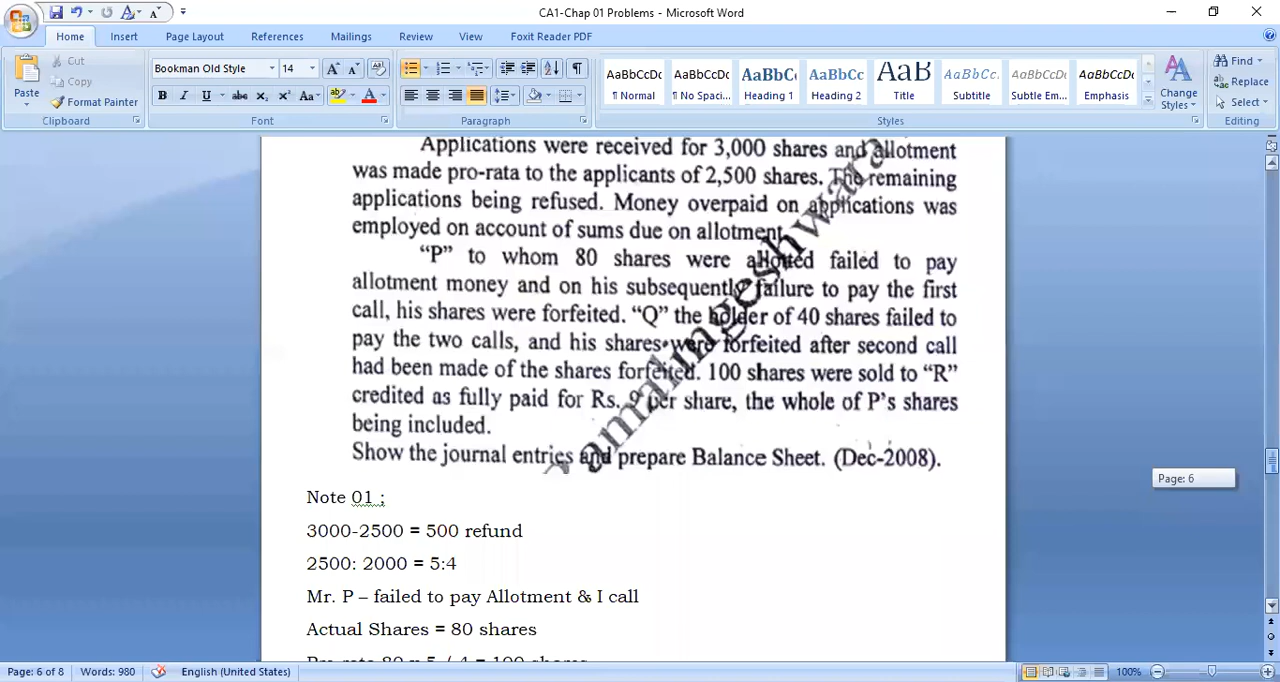 CA1-Chap 01 Problems - Microsoft Word
Home Insert Page Layout References Mailings Review View Foxit Reader PDF
Paste
Cut
Copy
Format Painter
Clipboard
Bookman Old Style 14
Font
Paragraph
AaBbCcDc AaBbCcDc AaBbC AaBbCc AaB AaBbCcL AaBbCcDc AaBbCcDc
¶ Normal ¶ No Spaci... Heading 1 Heading 2 Title Subtitle Subtle Em... Emphasis
Styles
Change Styles
Find
Replace
Select
Editing
Applications were received for 3,000 shares and allotment
was made pro-rata to the applicants of 2,500 shares. The remaining
applications being refused. Money overpaid on applications was
employed on account of sums due on allotment.
"P" to whom 80 shares were allotted failed to pay
allotment money and on his subsequently failure to pay the first
call, his shares were forfeited. "Q" the holder of 40 shares failed to
pay the two calls, and his shares were forfeited after second call
had been made of the shares forfeited. 100 shares were sold to "R"
credited as fully paid for Rs. 9 per share, the whole of P's shares
being included.
Show the journal entries and prepare Balance Sheet. (Dec-2008).
Note 01 ;
3000-2500 = 500 refund
2500: 2000 = 5:4
Mr. P – failed to pay Allotment & I call
Actual Shares = 80 shares
Pro-rata 80 x 5 / 4 = 100 shares
Page: 6
Page: 6 of 8 Words: 980 English (United States) 100%